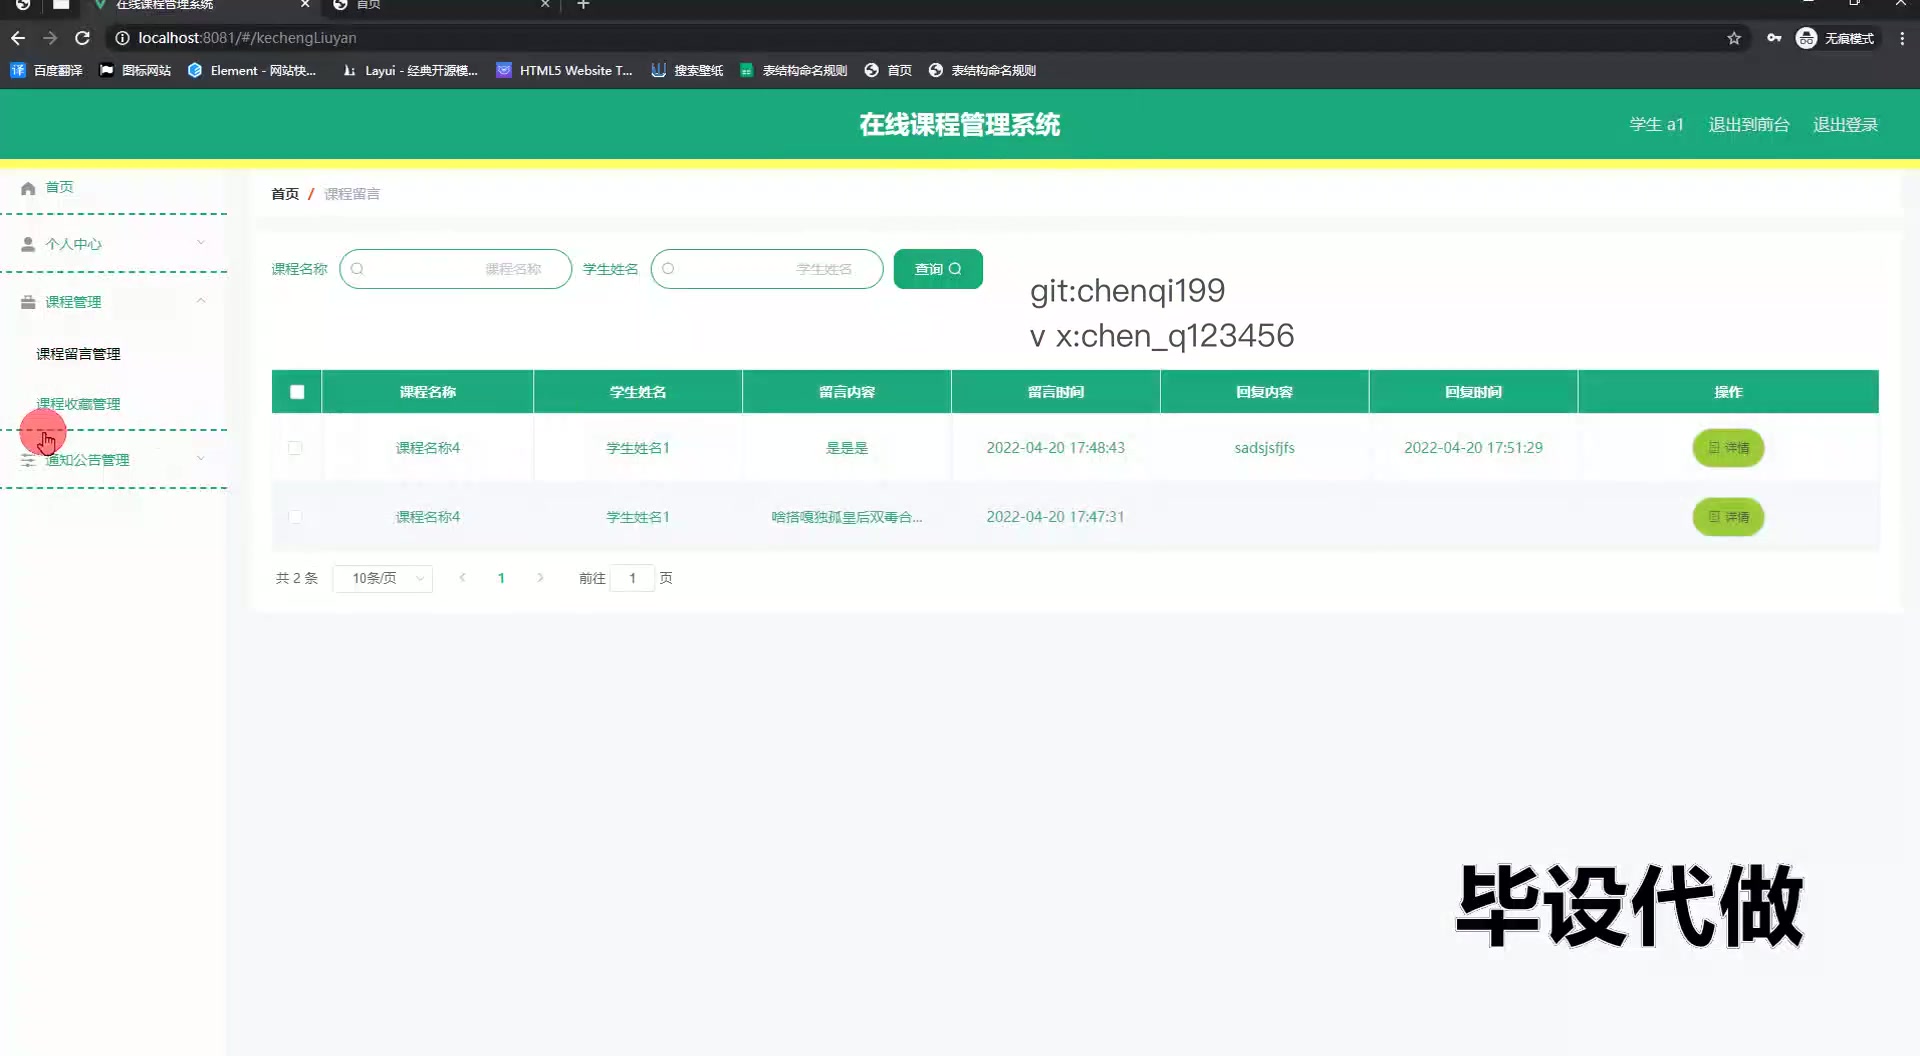 在线课程管理系统
首页
localhost:8081/#/kechengLiuyan
无痕模式
百度翻译
图标网站
Element - 网站快...
Layui - 经典开源模...
HTML5 Website T...
搜索壁纸
表结构命名规则
首页
表结构命名规则
在线课程管理系统
学生 a1
退出到前台
退出登录
首页
个人中心
课程管理
课程留言管理
课程收藏管理
通知公告管理
首页 / 课程留言
课程名称
课程名称
学生姓名
学生姓名
查询
git:chenqi199
v x:chen_q123456
课程名称 学生姓名 留言内容 留言时间 回复内容 回复时间 操作
课程名称4 学生姓名1 是是是 2022-04-20 17:48:43 sadsjsfjfs 2022-04-20 17:51:29 详情
课程名称4 学生姓名1 啥搭嘎独孤皇后双毒合... 2022-04-20 17:47:31 详情
共 2 条 10条/页 1 前往 1 页
毕设代做